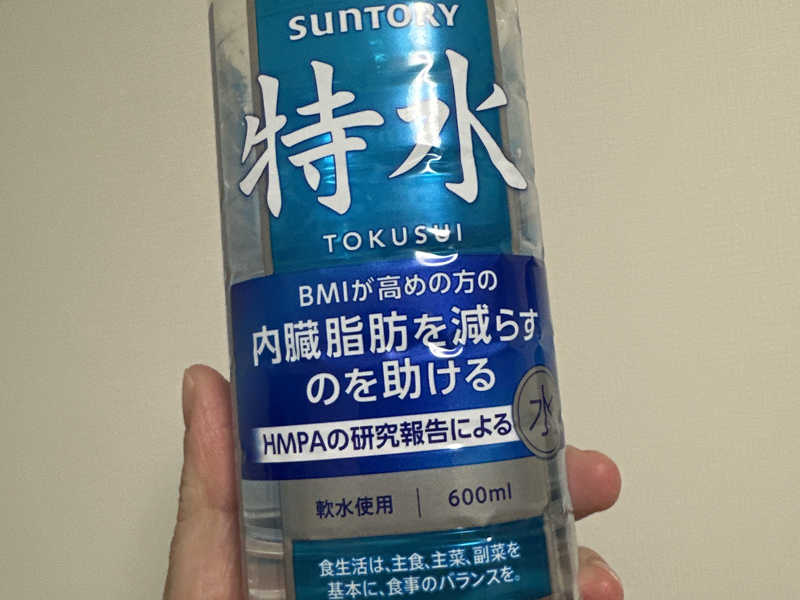 SUNTORY
特水
TOKUSUI
BMIが高めの方の
内臓脂肪を減らす
のを助ける
HMPAの研究報告による
水
軟水使用 | 600ml
食生活は、主食、主菜、副菜を
基本に、食事のバランスを。